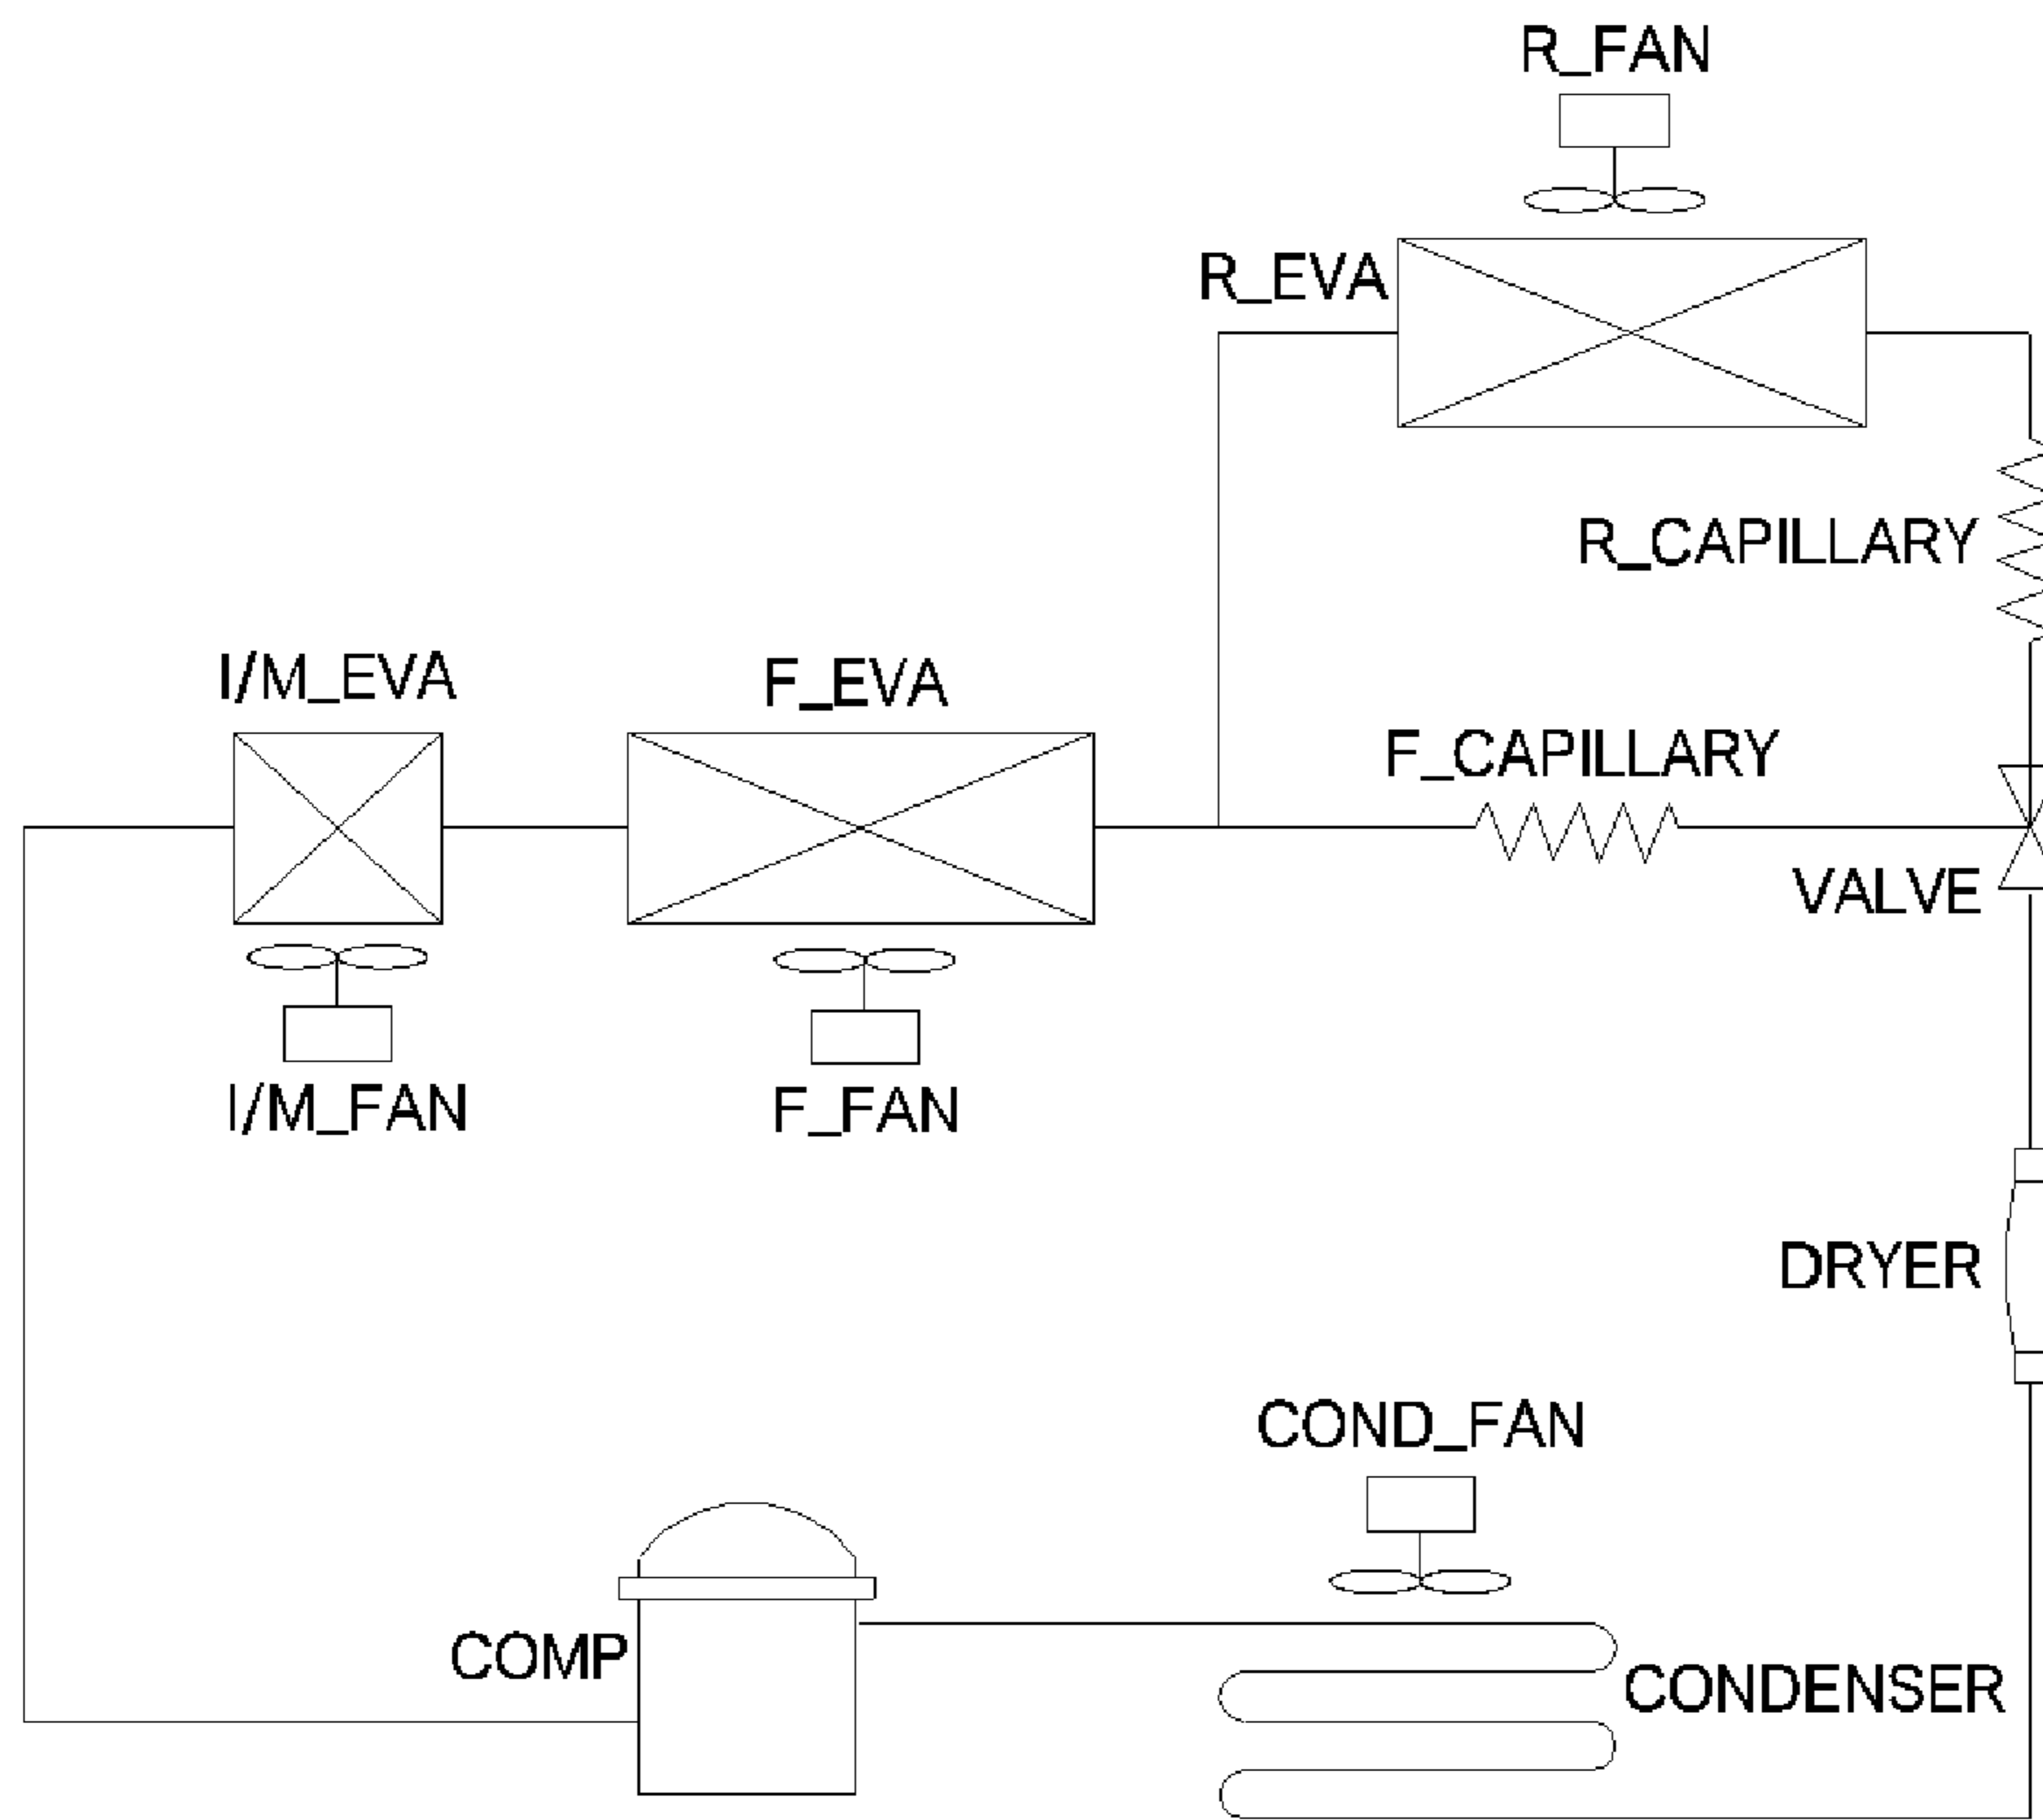 R_FAN
R_EVA
R_CAPILLARY
I/M_EVA
F_EVA
F_CAPILLARY
VALVE
I/M_FAN
F_FAN
DRYER
COND_FAN
COMP
CONDENSER